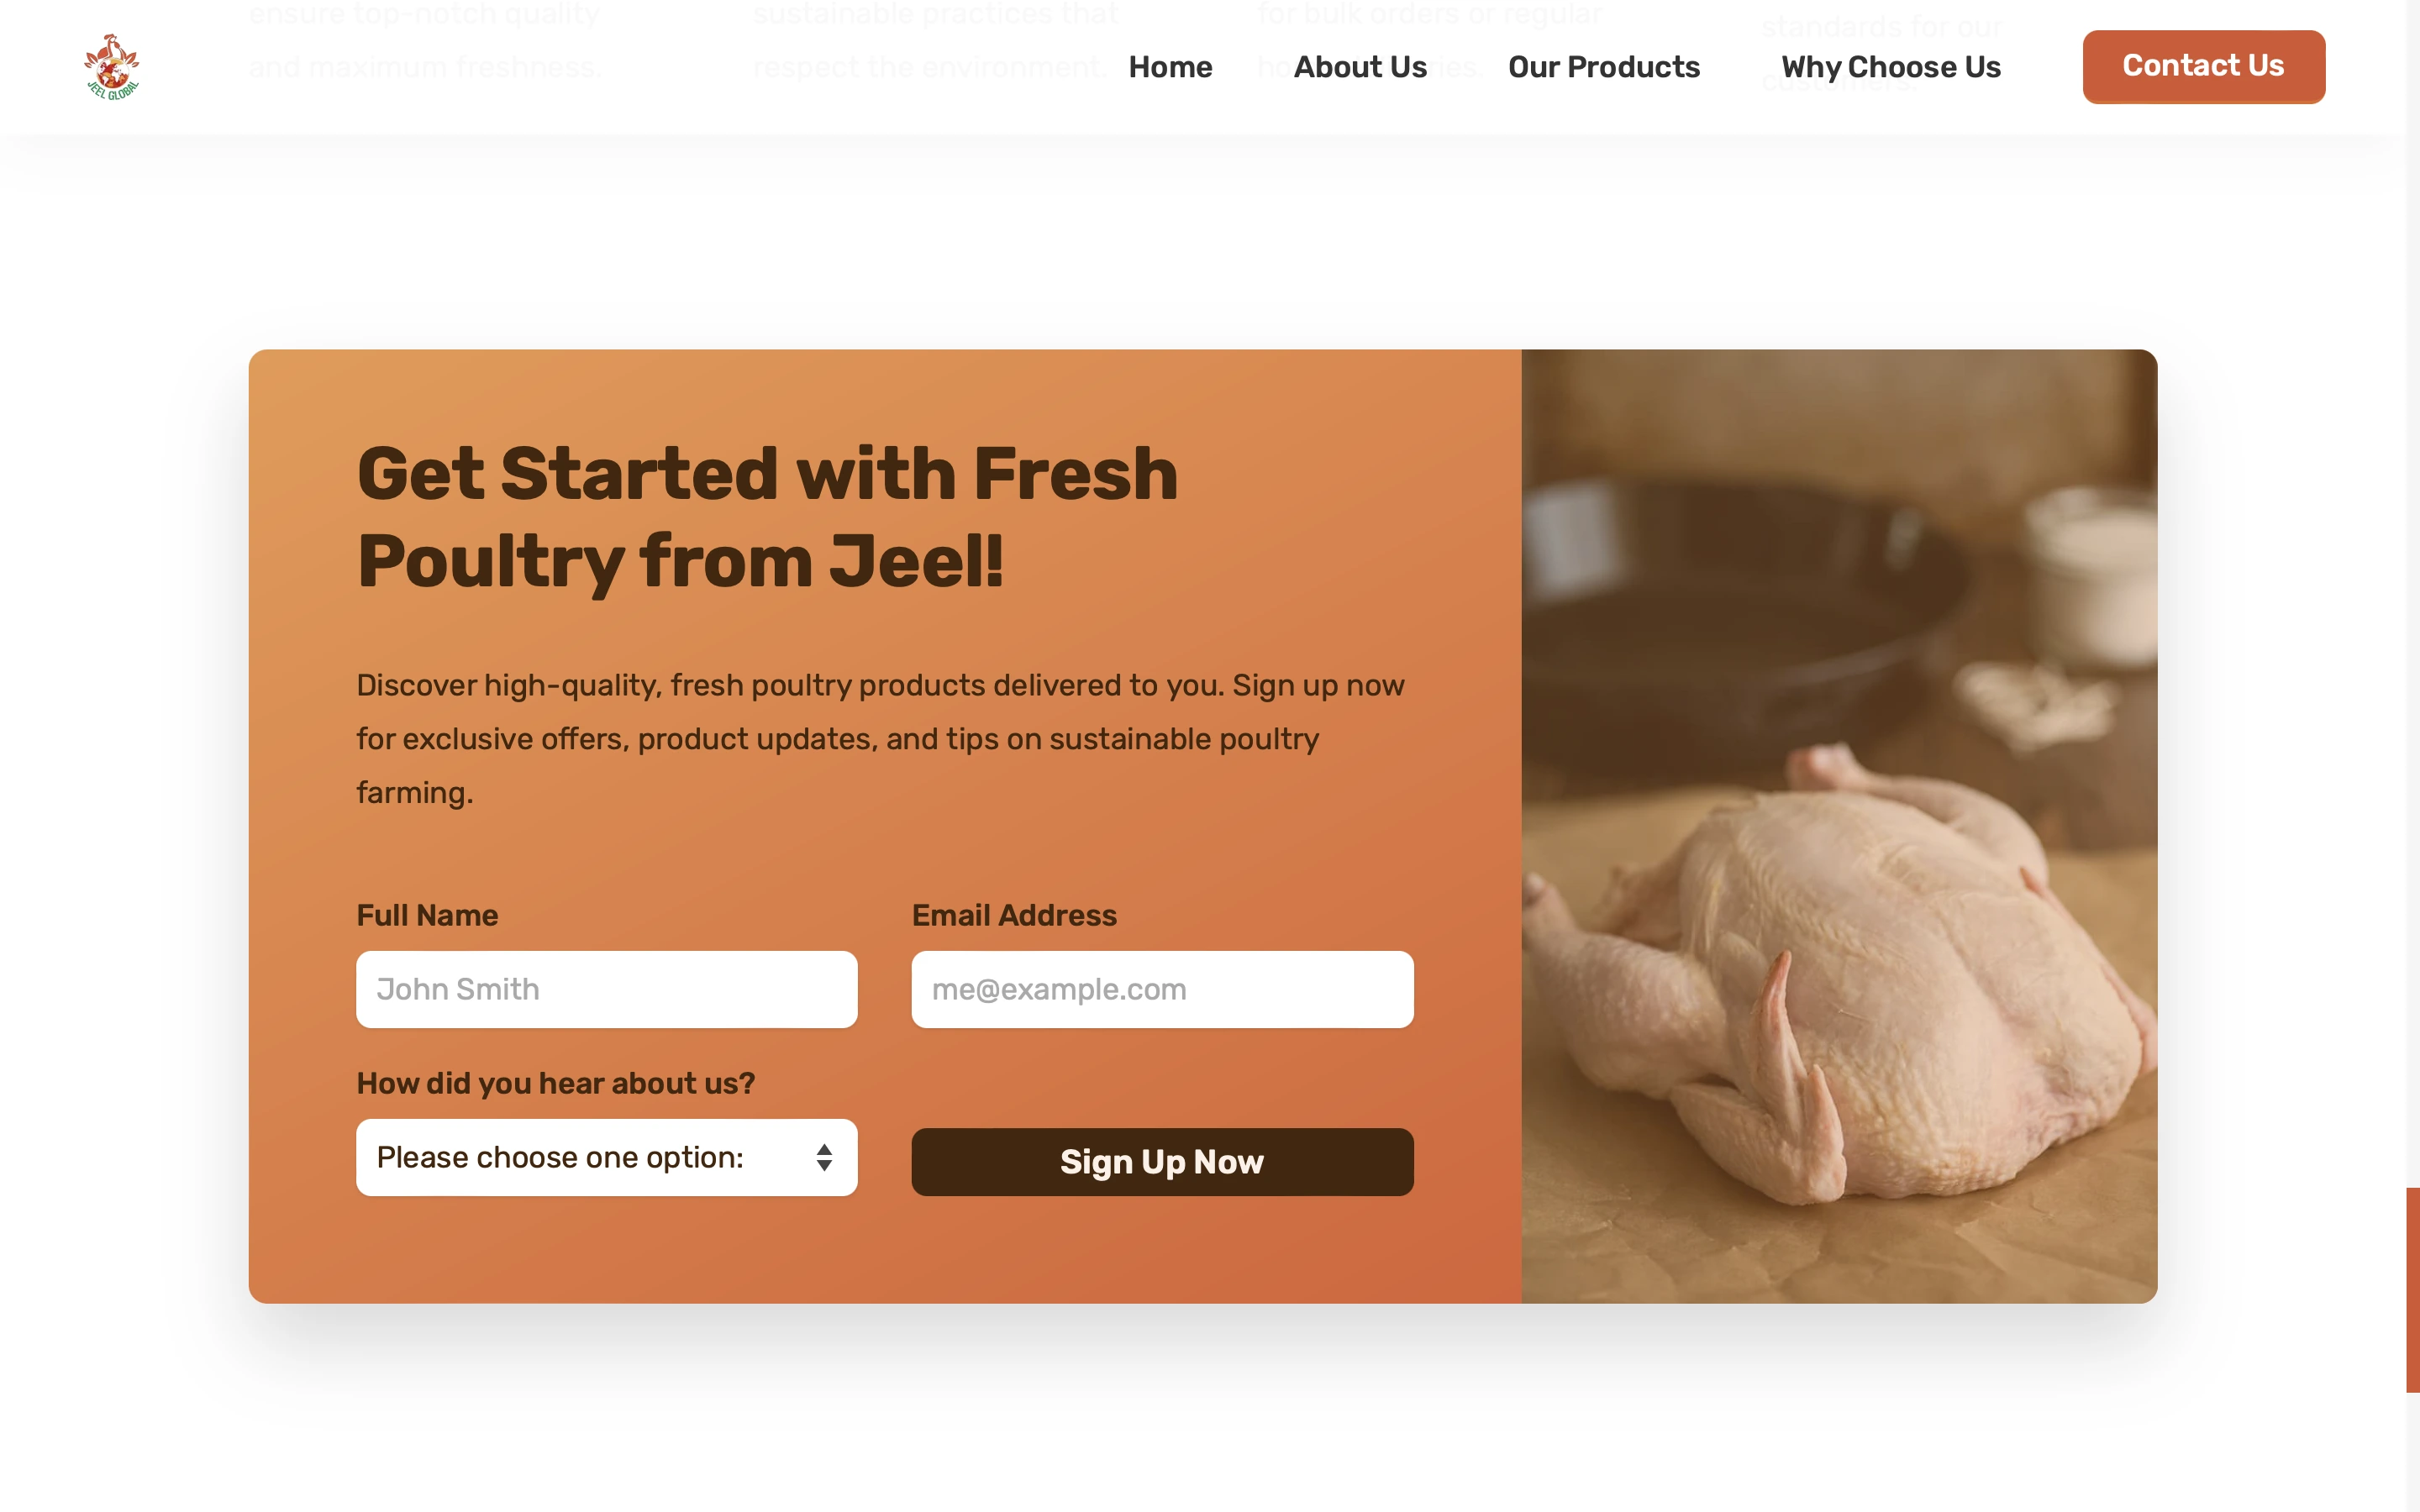 ensure top-notch quality
and maximum freshness.
sustainable practices that
respect the environment.
for bulk orders or regular
standards for our
customers.
JEEL GLOBAL
Home
About Us
Our Products
Why Choose Us
Contact Us
Get Started with Fresh
Poultry from Jeel!
Discover high-quality, fresh poultry products delivered to you. Sign up now
for exclusive offers, product updates, and tips on sustainable poultry
farming.
Full Name
Email Address
John Smith
me@example.com
How did you hear about us?
Please choose one option:
Sign Up Now